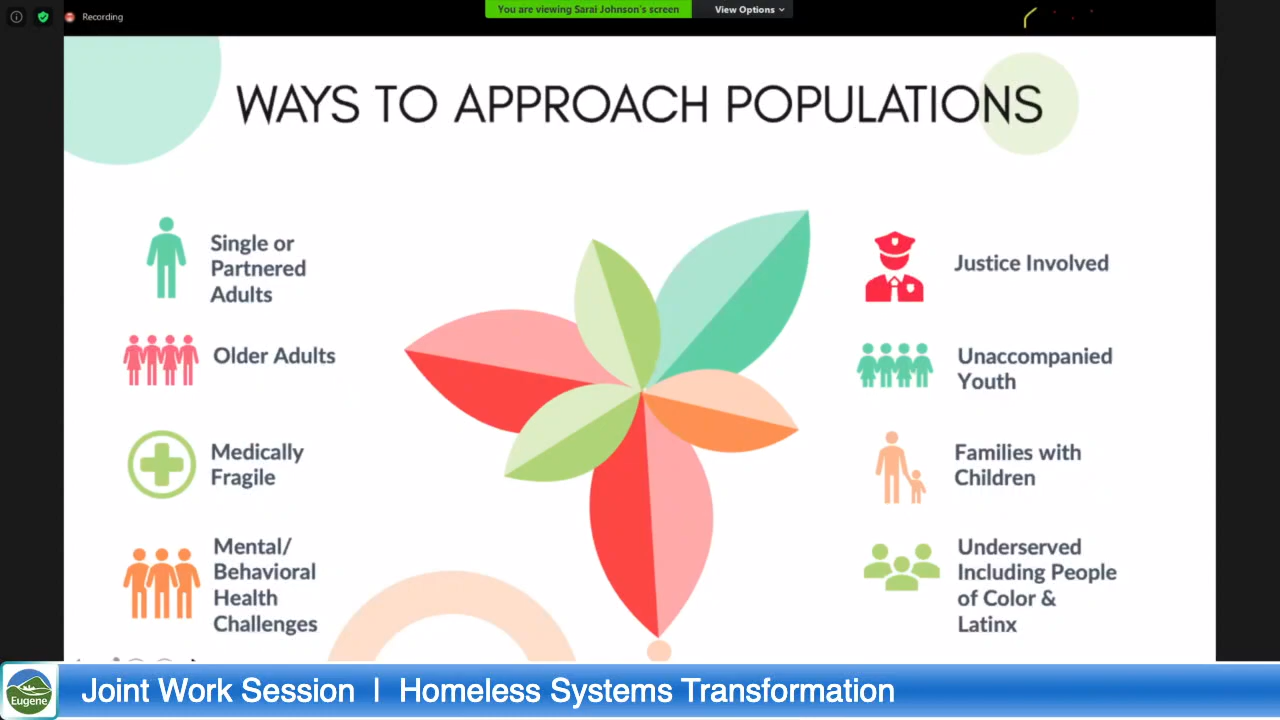 Recording
You are viewing Sarai Johnson's screen
View Options
WAYS TO APPROACH POPULATIONS
Single or
Partnered
Adults
Older Adults
Medically
Fragile
Mental/
Behavioral
Health
Challenges
Justice Involved
Unaccompanied
Youth
Families with
Children
Underserved
Including People
of Color &
Latinx
Eugene
Joint Work Session | Homeless Systems Transformation